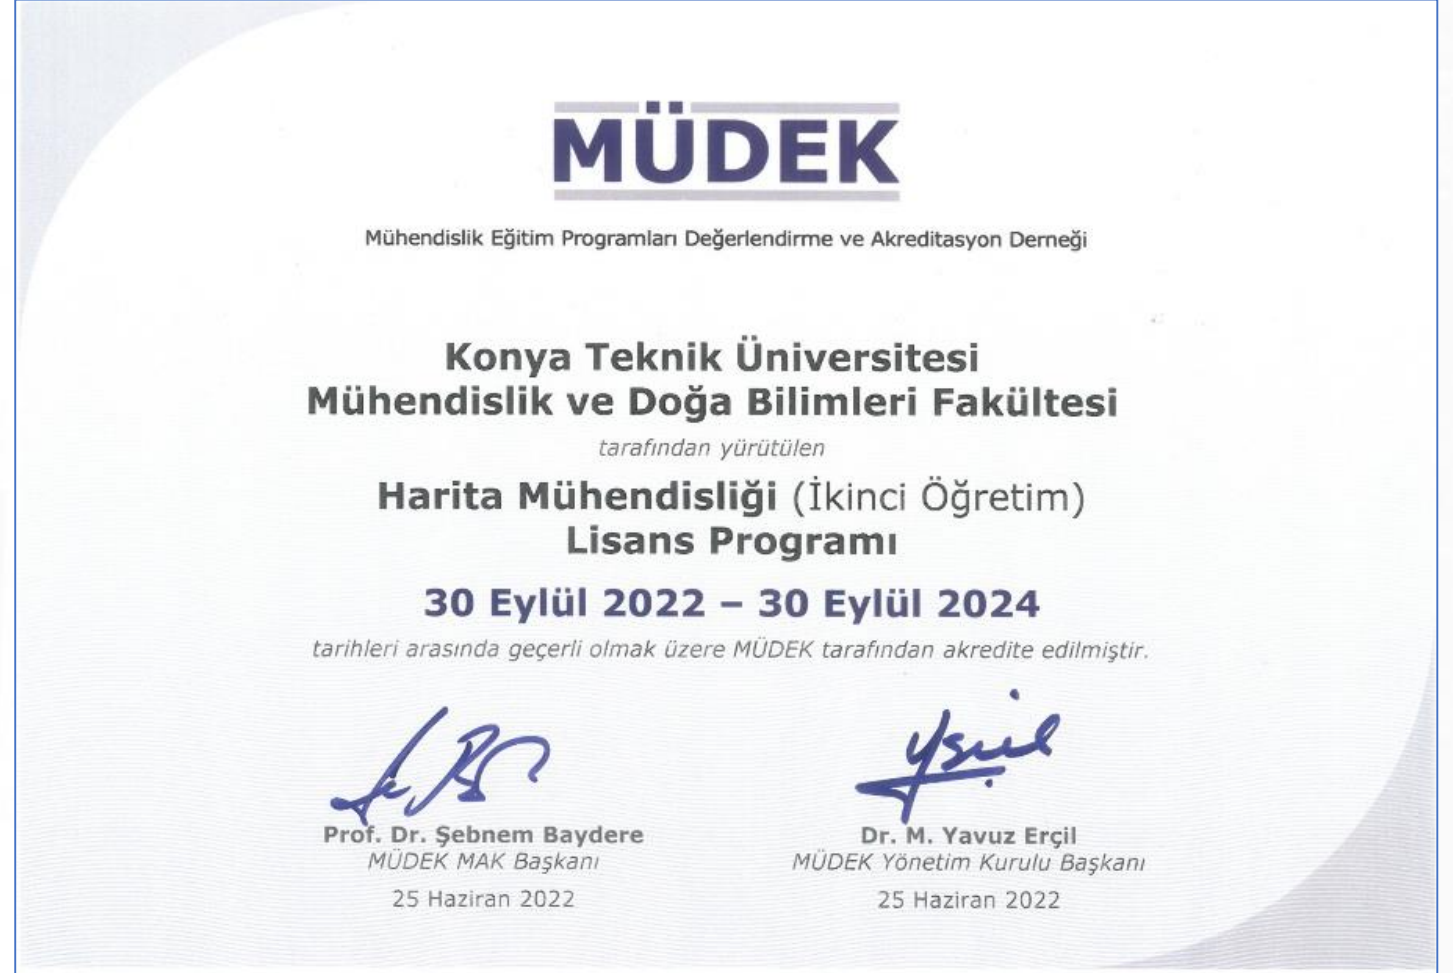 MÜDEK
Mühendislik Eğitim Programları Değerlendirme ve Akreditasyon Derneği
Konya Teknik Üniversitesi
Mühendislik ve Doğa Bilimleri Fakültesi
tarafından yürütülen
Harita Mühendisliği (İkinci Öğretim)
Lisans Programı
30 Eylül 2022 – 30 Eylül 2024
tarihleri arasında geçerli olmak üzere MÜDEK tarafından akredite edilmiştir.
Prof. Dr. Şebnem Baydere
MÜDEK MAK Başkanı
25 Haziran 2022
Dr. M. Yavuz Erçil
MÜDEK Yönetim Kurulu Başkanı
25 Haziran 2022